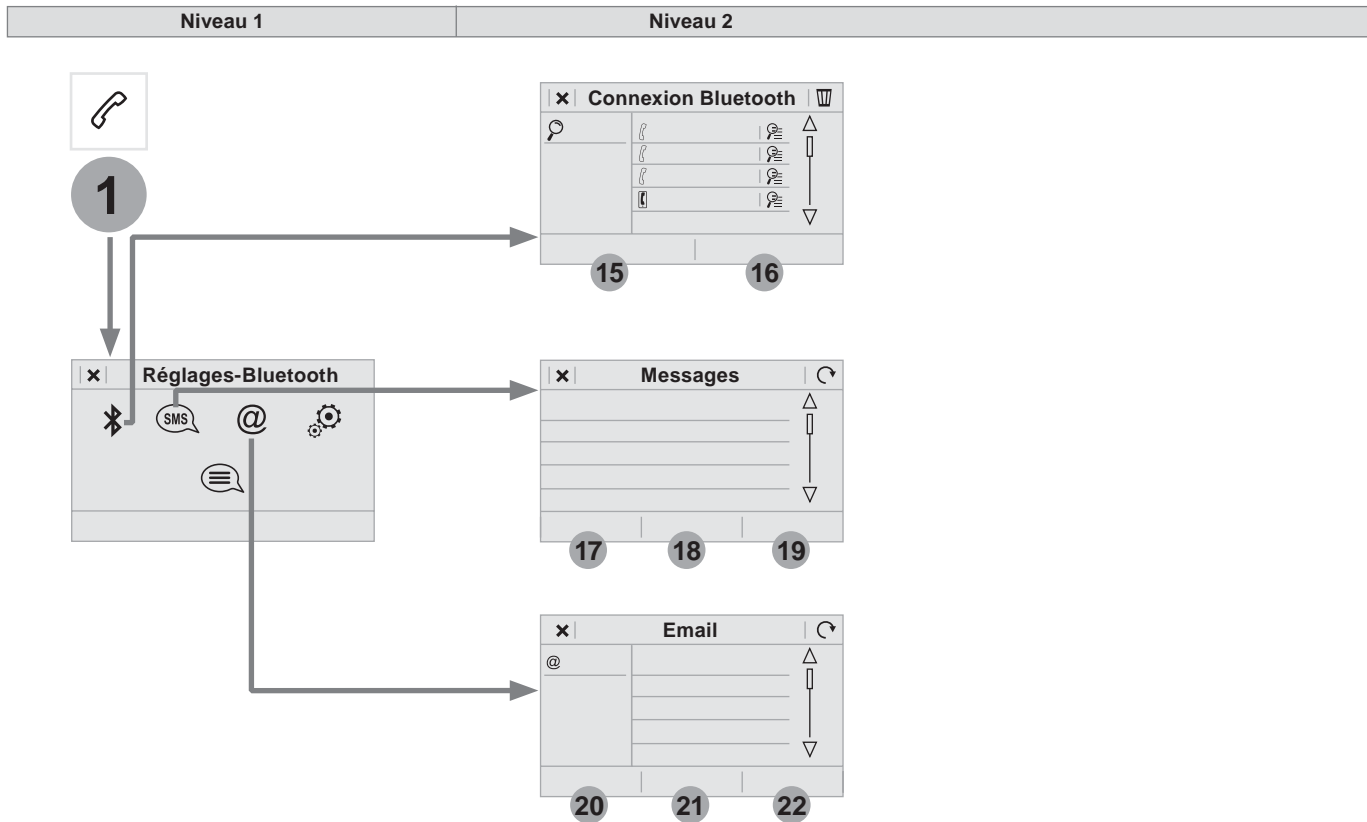 Niveau 1 Niveau 2
Connexion Bluetooth
1
15 16
Réglages-Bluetooth
SMS @
Messages
17 18 19
Email
@
20 21 22